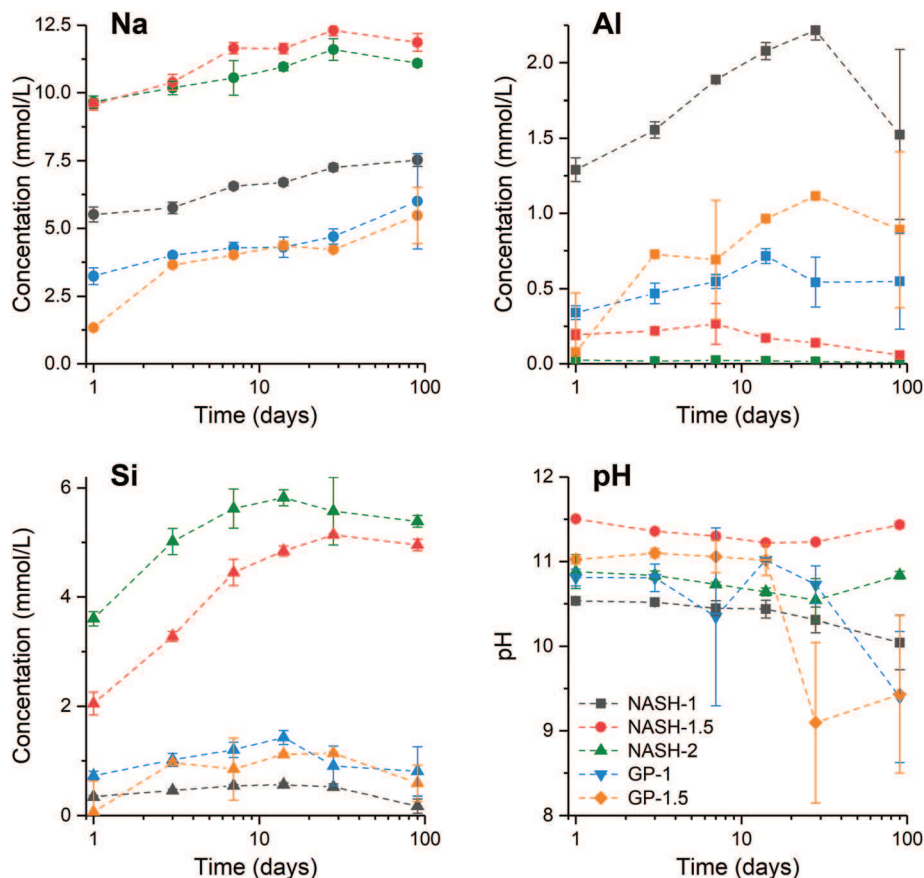 Na
12.5
10.0
7.5
5.0
2.5
0.0
Concentration (mmol/L)
1
10
100
Time (days)
Al
2.0
1.5
1.0
0.5
0.0
Concentration (mmol/L)
1
10
100
Time (days)
Si
6
4
2
0
Concentration (mmol/L)
1
10
100
Time (days)
pH
12
11
10
9
8
pH
NASH-1
NASH-1.5
NASH-2
GP-1
GP-1.5
1
10
100
Time (days)